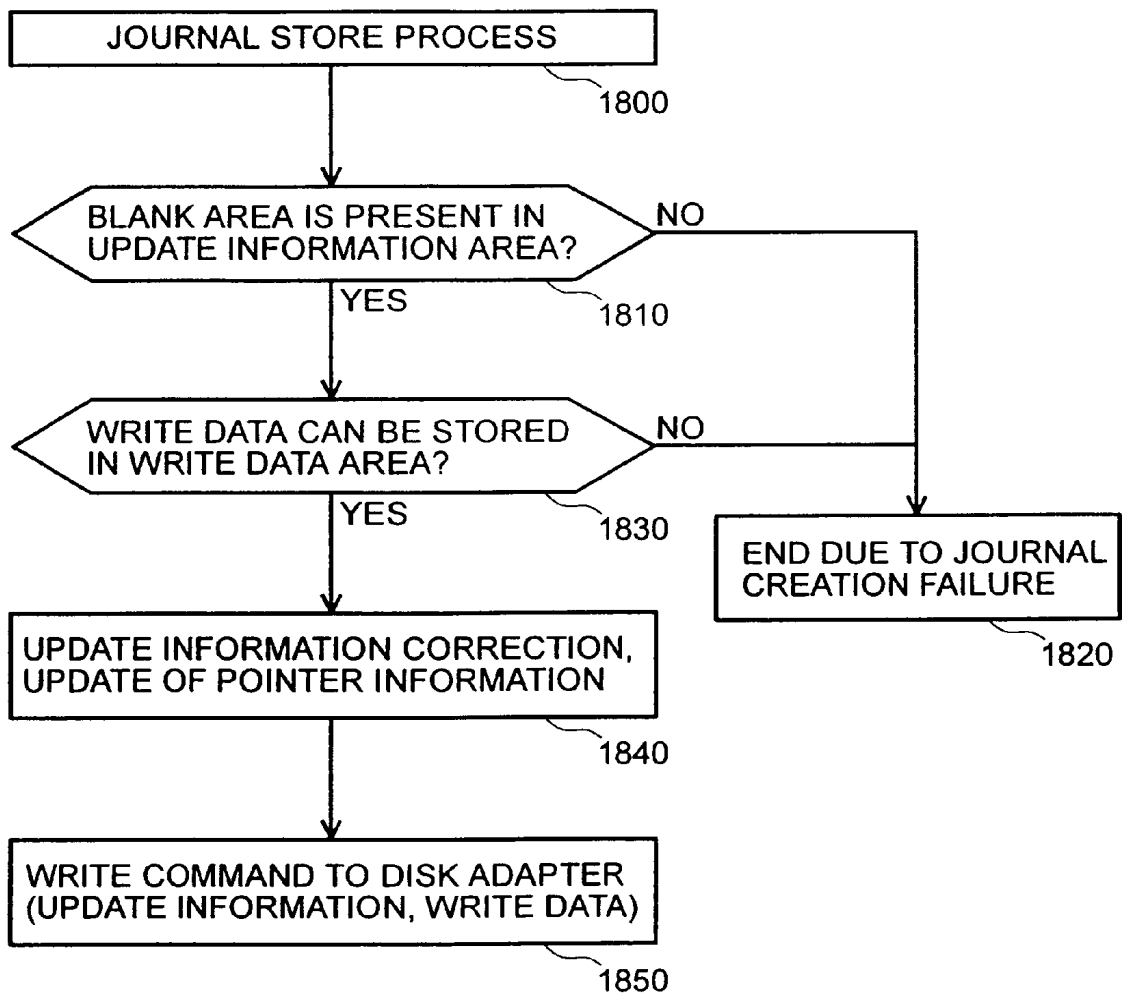 JOURNAL STORE PROCESS
1800
BLANK AREA IS PRESENT IN
UPDATE INFORMATION AREA?
NO
YES
1810
WRITE DATA CAN BE STORED
IN WRITE DATA AREA?
NO
YES
1830
END DUE TO JOURNAL
CREATION FAILURE
1820
UPDATE INFORMATION CORRECTION,
UPDATE OF POINTER INFORMATION
1840
WRITE COMMAND TO DISK ADAPTER
(UPDATE INFORMATION, WRITE DATA)
1850